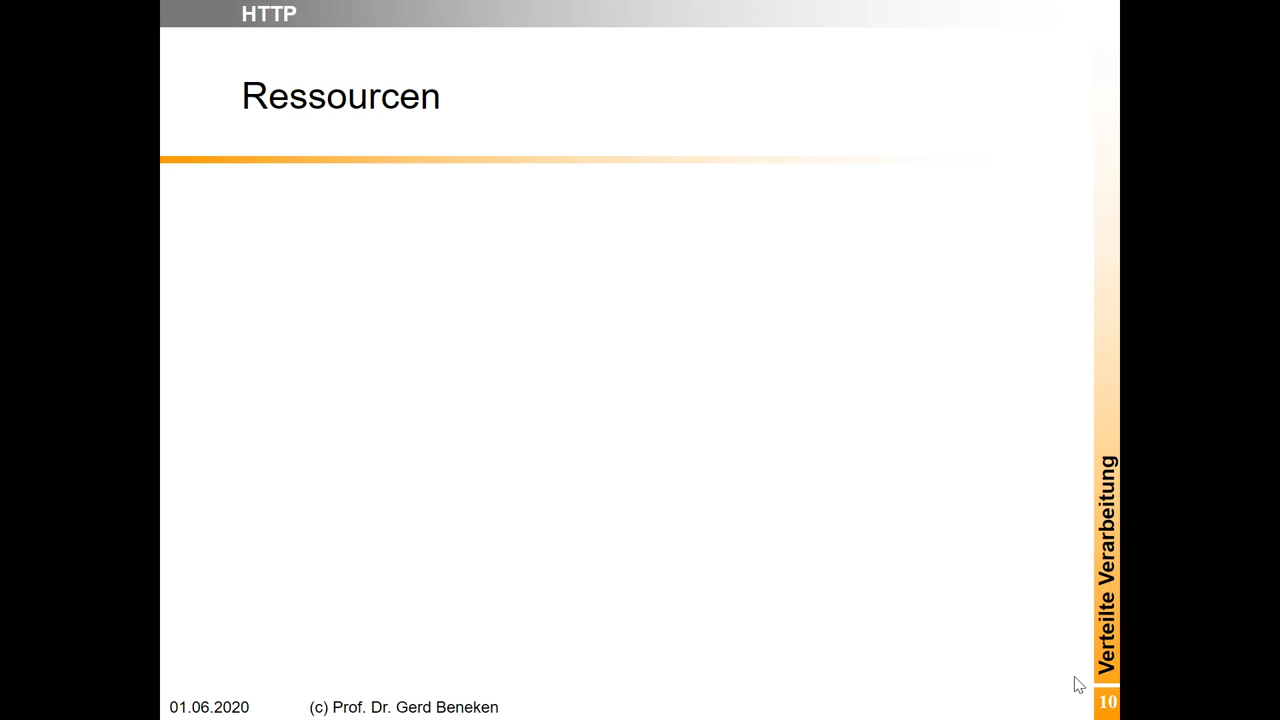 HTTP
Ressourcen
Verteilte Verarbeitung
01.06.2020
(c) Prof. Dr. Gerd Beneken
10